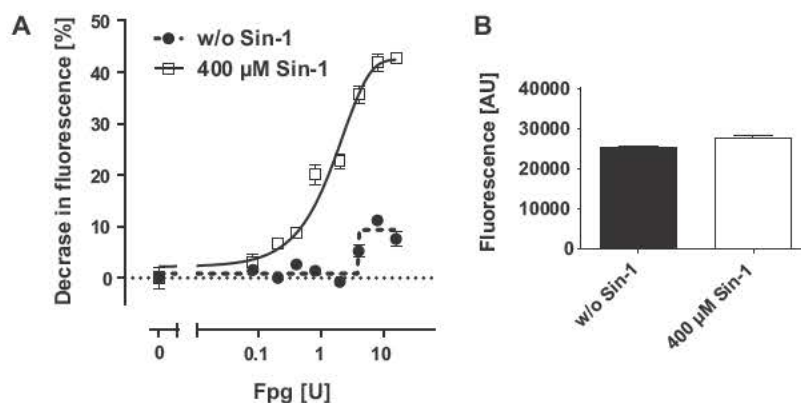 A
Decrase in fluorescence [%]
50
40
30
20
10
0
w/o Sin-1
400 µM Sin-1
0
0.1
1
10
Fpg [U]
B
Fluorescence [AU]
40000
30000
20000
10000
0
w/o Sin-1
400 µM Sin-1